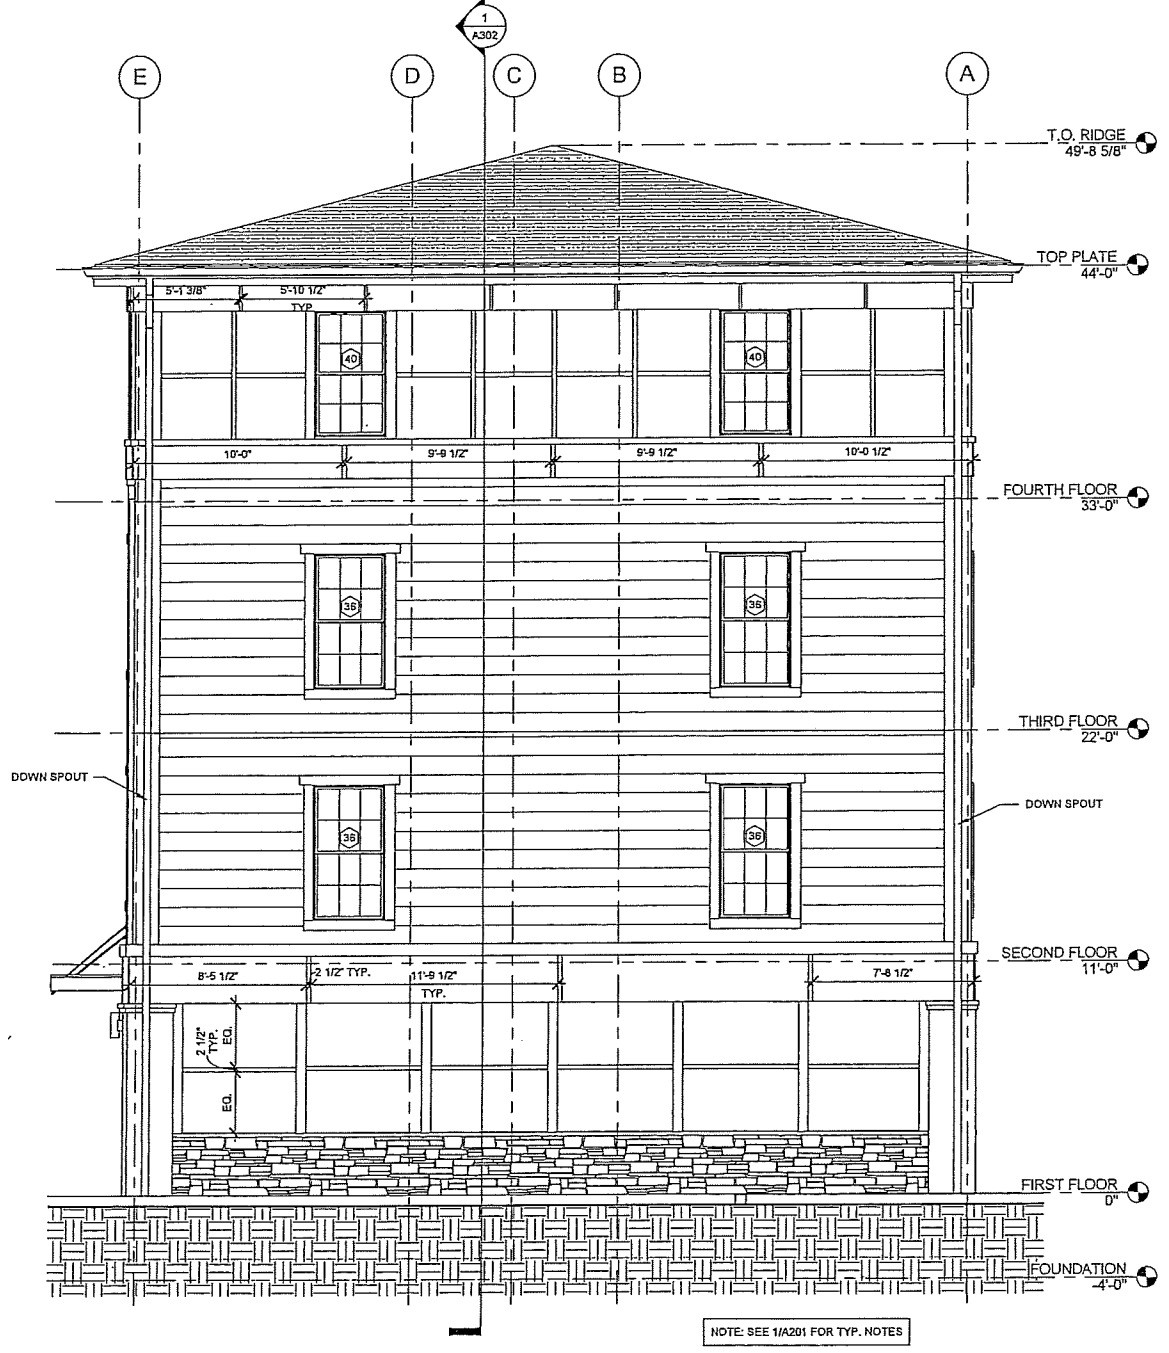 1
A302
E
D
C
B
A
T.O. RIDGE
49'-8 5/8"
TOP PLATE
44'-0"
5'-1 3/8"
5'-10 1/2"
TYP
40
40
10'-0"
9'-9 1/2"
9'-9 1/2"
10'-0 1/2"
FOURTH FLOOR
33'-0"
36
36
THIRD FLOOR
22'-0"
DOWN SPOUT
DOWN SPOUT
36
36
SECOND FLOOR
11'-0"
8'-5 1/2"
2 1/2" TYP.
11'-9 1/2"
TYP.
7'-8 1/2"
2 1/2"
TYP.
EQ.
EQ.
FIRST FLOOR
0"
FOUNDATION
-4'-0"
NOTE: SEE 1/A201 FOR TYP. NOTES